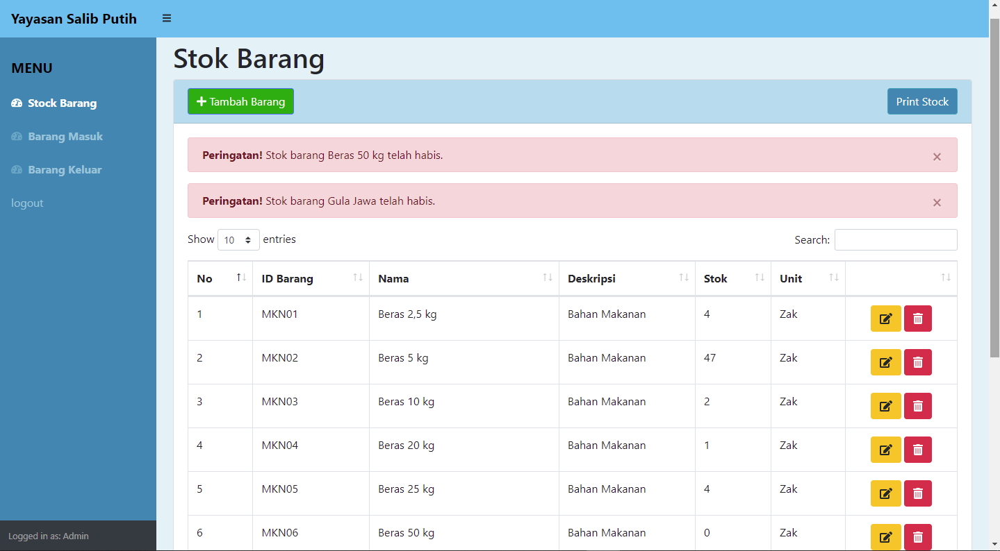 Yayasan Salib Putih
MENU
Stock Barang
Barang Masuk
Barang Keluar
logout
Logged in as: Admin
Stok Barang
Tambah Barang
Print Stock
Peringatan! Stok barang Beras 50 kg telah habis. ×
Peringatan! Stok barang Gula Jawa telah habis. ×
Show 10 entries Search:
No ID Barang Nama Deskripsi Stok Unit
1 MKN01 Beras 2,5 kg Bahan Makanan 4 Zak
2 MKN02 Beras 5 kg Bahan Makanan 47 Zak
3 MKN03 Beras 10 kg Bahan Makanan 2 Zak
4 MKN04 Beras 20 kg Bahan Makanan 1 Zak
5 MKN05 Beras 25 kg Bahan Makanan 4 Zak
6 MKN06 Beras 50 kg Bahan Makanan 0 Zak